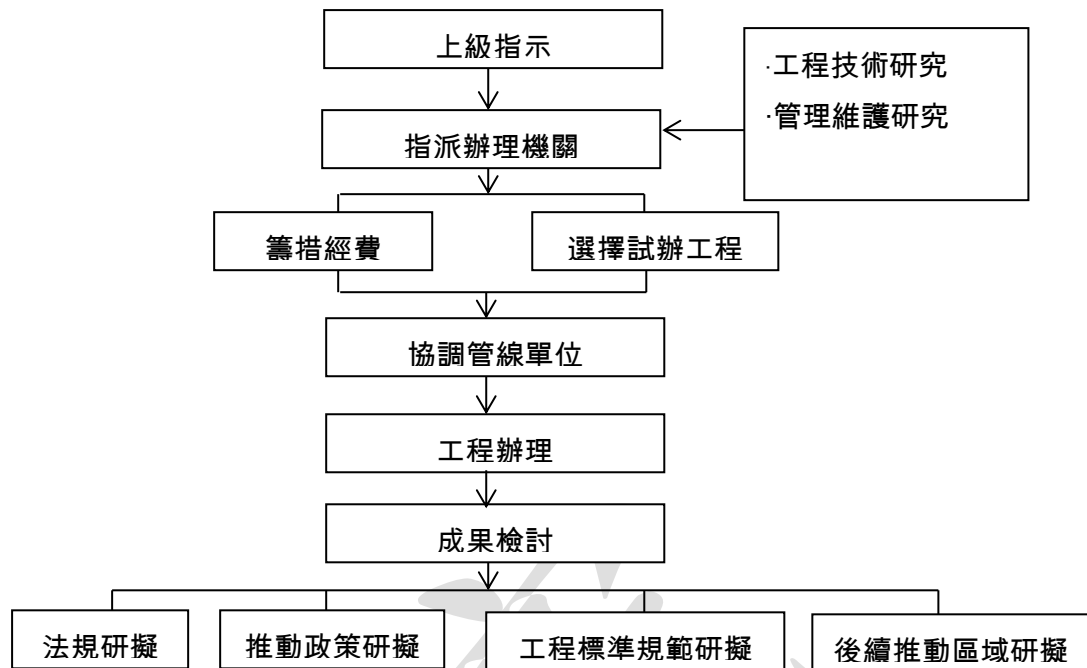 上級指示
·工程技術研究
·管理維護研究
指派辦理機關
籌措經費
選擇試辦工程
協調管線單位
工程辦理
成果檢討
法規研擬
推動政策研擬
工程標準規範研擬
後續推動區域研擬